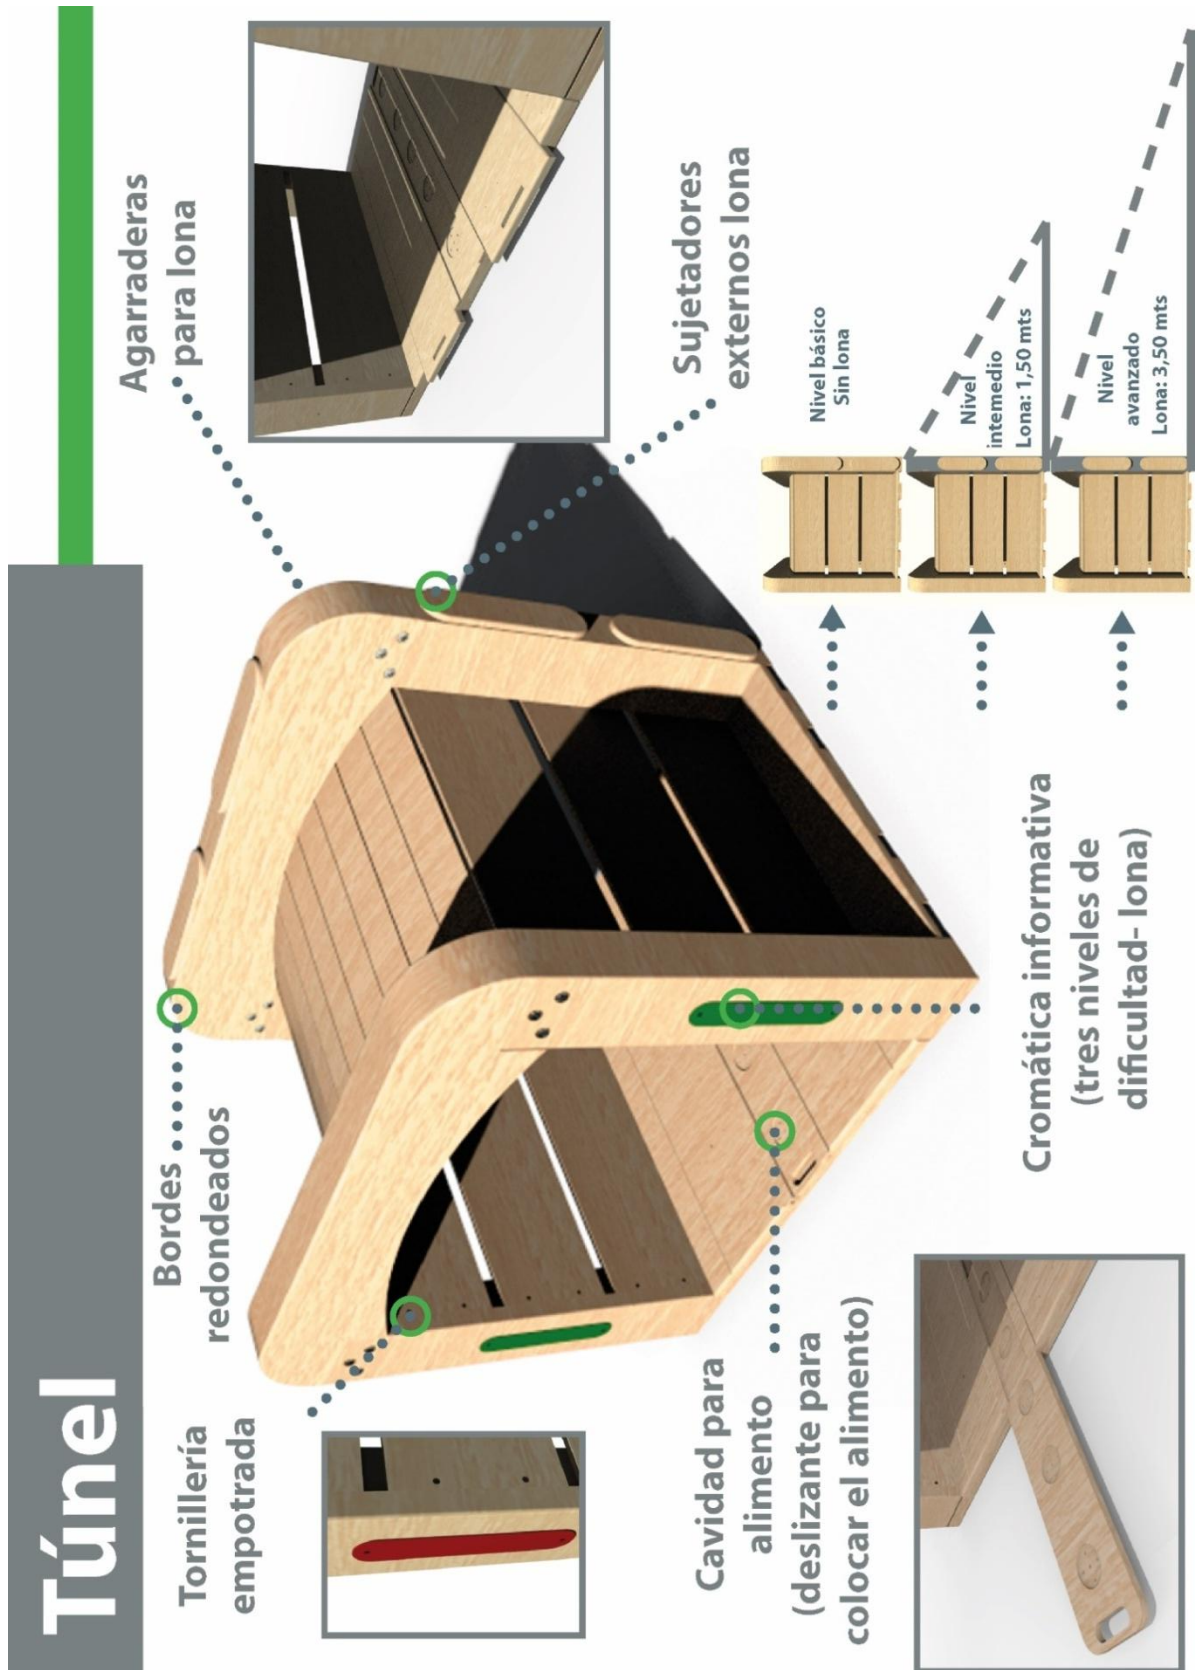 Túnel
Bordes
redondeados
Agarraderas
para lona
Tornillería
empotrada
Sujetadores
externos lona
Cavidad para
alimento
(deslizante para
colocar el alimento)
Cromática informativa
(tres niveles de
dificultad- lona)
Nivel básico
Sin lona
Nivel
intemedio
Lona: 1,50 mts
Nivel
avanzado
Lona: 3,50 mts